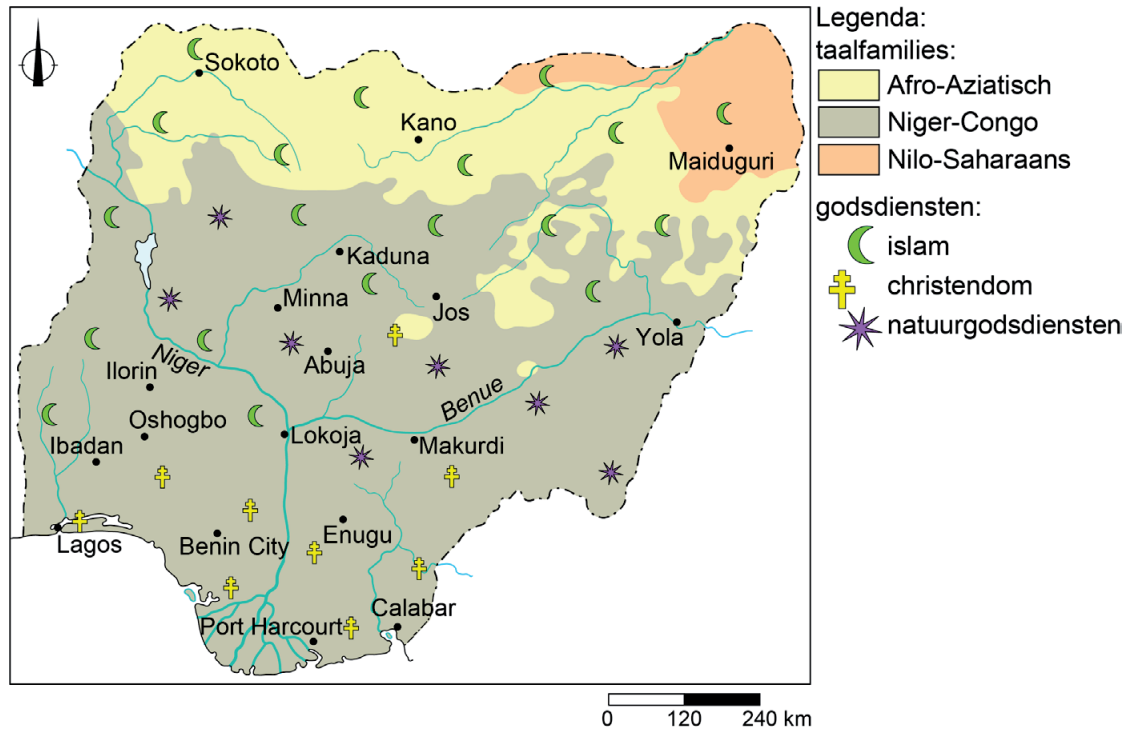 Legenda:
taalfamilies:
Afro-Aziatisch
Niger-Congo
Nilo-Saharaans
godsdiensten:
islam
christendom
natuurgodsdiensten
Sokoto
Kano
Maiduguri
Kaduna
Minna
Jos
Yola
Niger
Abuja
Ilorin
Benue
Oshogbo
Lokoja
Makurdi
Ibadan
Lagos
Benin City
Enugu
Calabar
Port Harcourt
0 120 240 km